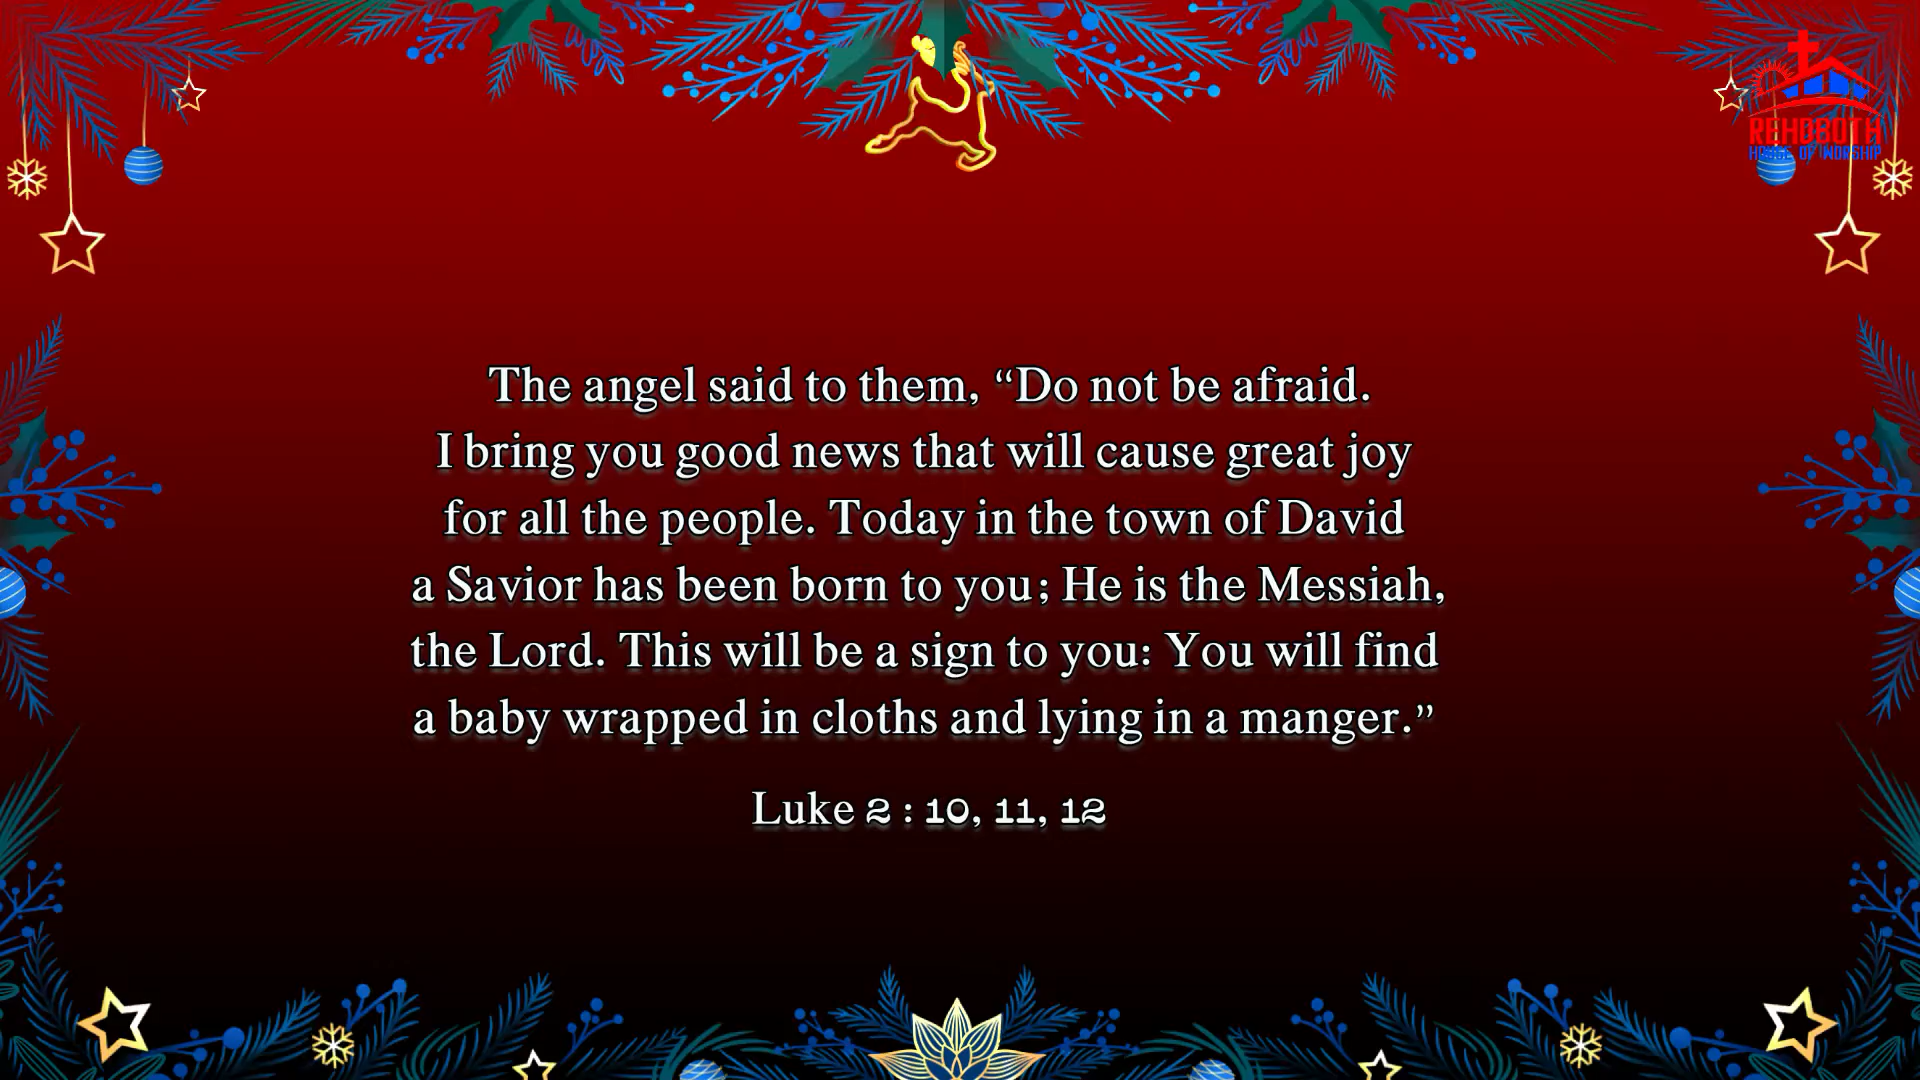 REHOBOTH
HOUSE OF WORSHIP
The angel said to them, “Do not be afraid.
I bring you good news that will cause great joy
for all the people. Today in the town of David
a Savior has been born to you; He is the Messiah,
the Lord. This will be a sign to you: You will find
a baby wrapped in cloths and lying in a manger.”
Luke 2 : 10, 11, 12